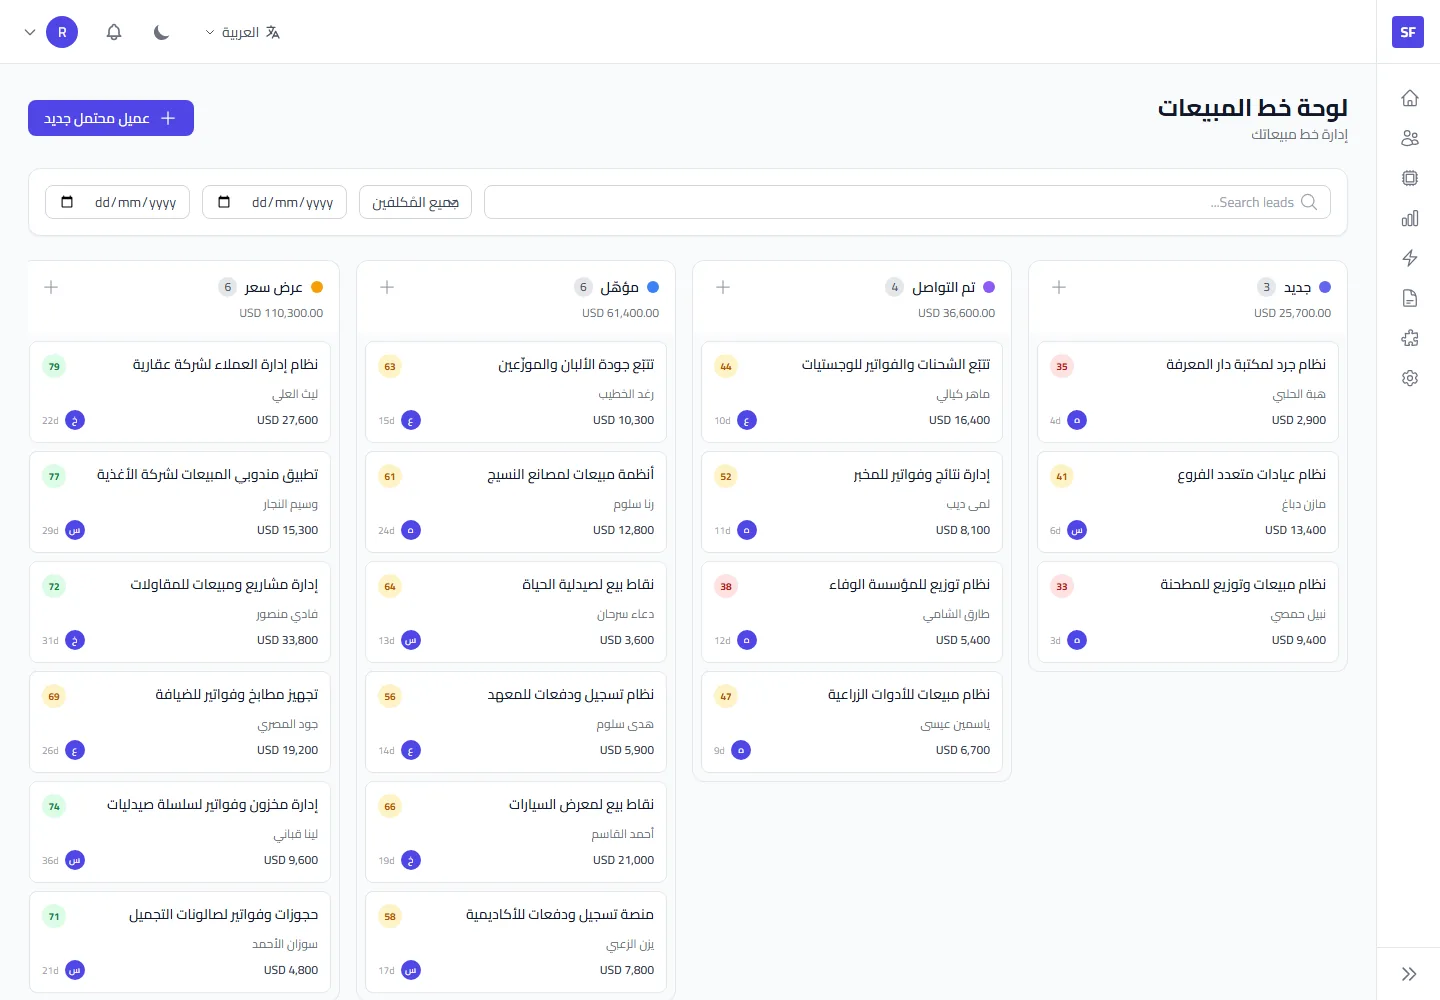 SF
العربية
R
لوحة خط المبيعات
إدارة خط مبيعاتك
عميل محتمل جديد
Search leads...
جميع المُكلفين
dd/mm/yyyy
dd/mm/yyyy
جديد 3
USD 25,700.00
نظام جرد لمكتبة دار المعرفة
35
هبة الحلبي
USD 2,900
ه
4d
نظام عيادات متعدد الفروع
41
مازن دباغ
USD 13,400
س
6d
نظام مبيعات وتوزيع للمطحنة
33
نبيل حمصي
USD 9,400
ه
3d
تم التواصل 4
USD 36,600.00
تتبّع الشحنات والفواتير للوجستيات
44
ماهر كيالي
USD 16,400
ع
10d
إدارة نتائج وفواتير للمخبر
52
لمى ديب
USD 8,100
ه
11d
نظام توزيع للمؤسسة الوفاء
38
طارق الشامي
USD 5,400
ه
12d
نظام مبيعات للأدوات الزراعية
47
ياسمين عيسى
USD 6,700
ه
9d
مؤهّل 6
USD 61,400.00
تتبّع جودة الألبان والموزّعين
63
رغد الخطيب
USD 10,300
ع
15d
أنظمة مبيعات لمصانع النسيج
61
رنا سلوم
USD 12,800
ه
24d
نقاط بيع لصيدلية الحياة
64
دعاء سرحان
USD 3,600
س
13d
نظام تسجيل ودفعات للمعهد
56
هدى سلوم
USD 5,900
ع
14d
نقاط بيع لمعرض السيارات
66
أحمد القاسم
USD 21,000
خ
19d
منصة تسجيل ودفعات للأكاديمية
58
يزن الزعبي
USD 7,800
س
17d
عرض سعر 6
USD 110,300.00
نظام إدارة العملاء لشركة عقارية
79
ليث العلي
USD 27,600
خ
22d
تطبيق مندوبي المبيعات لشركة الأغذية
77
وسيم النجار
USD 15,300
س
29d
إدارة مشاريع ومبيعات للمقاولات
72
فادي منصور
USD 33,800
خ
31d
تجهيز مطابخ وفواتير للضيافة
69
جود المصري
USD 19,200
ع
26d
إدارة مخزون وفواتير لسلسلة صيدليات
74
لينا قباني
USD 9,600
س
36d
حجوزات وفواتير لصالونات التجميل
71
سوزان الأحمد
USD 4,800
س
21d